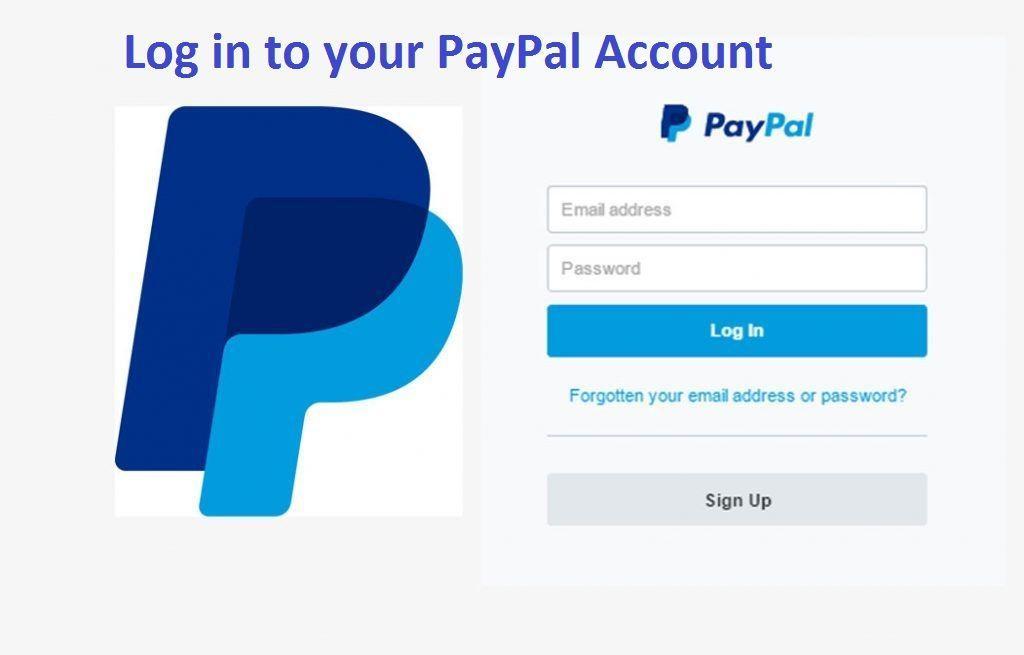 Log in to your PayPal Account
PayPal
Email address
Password
Log In
Forgotten your email address or password?
Sign Up